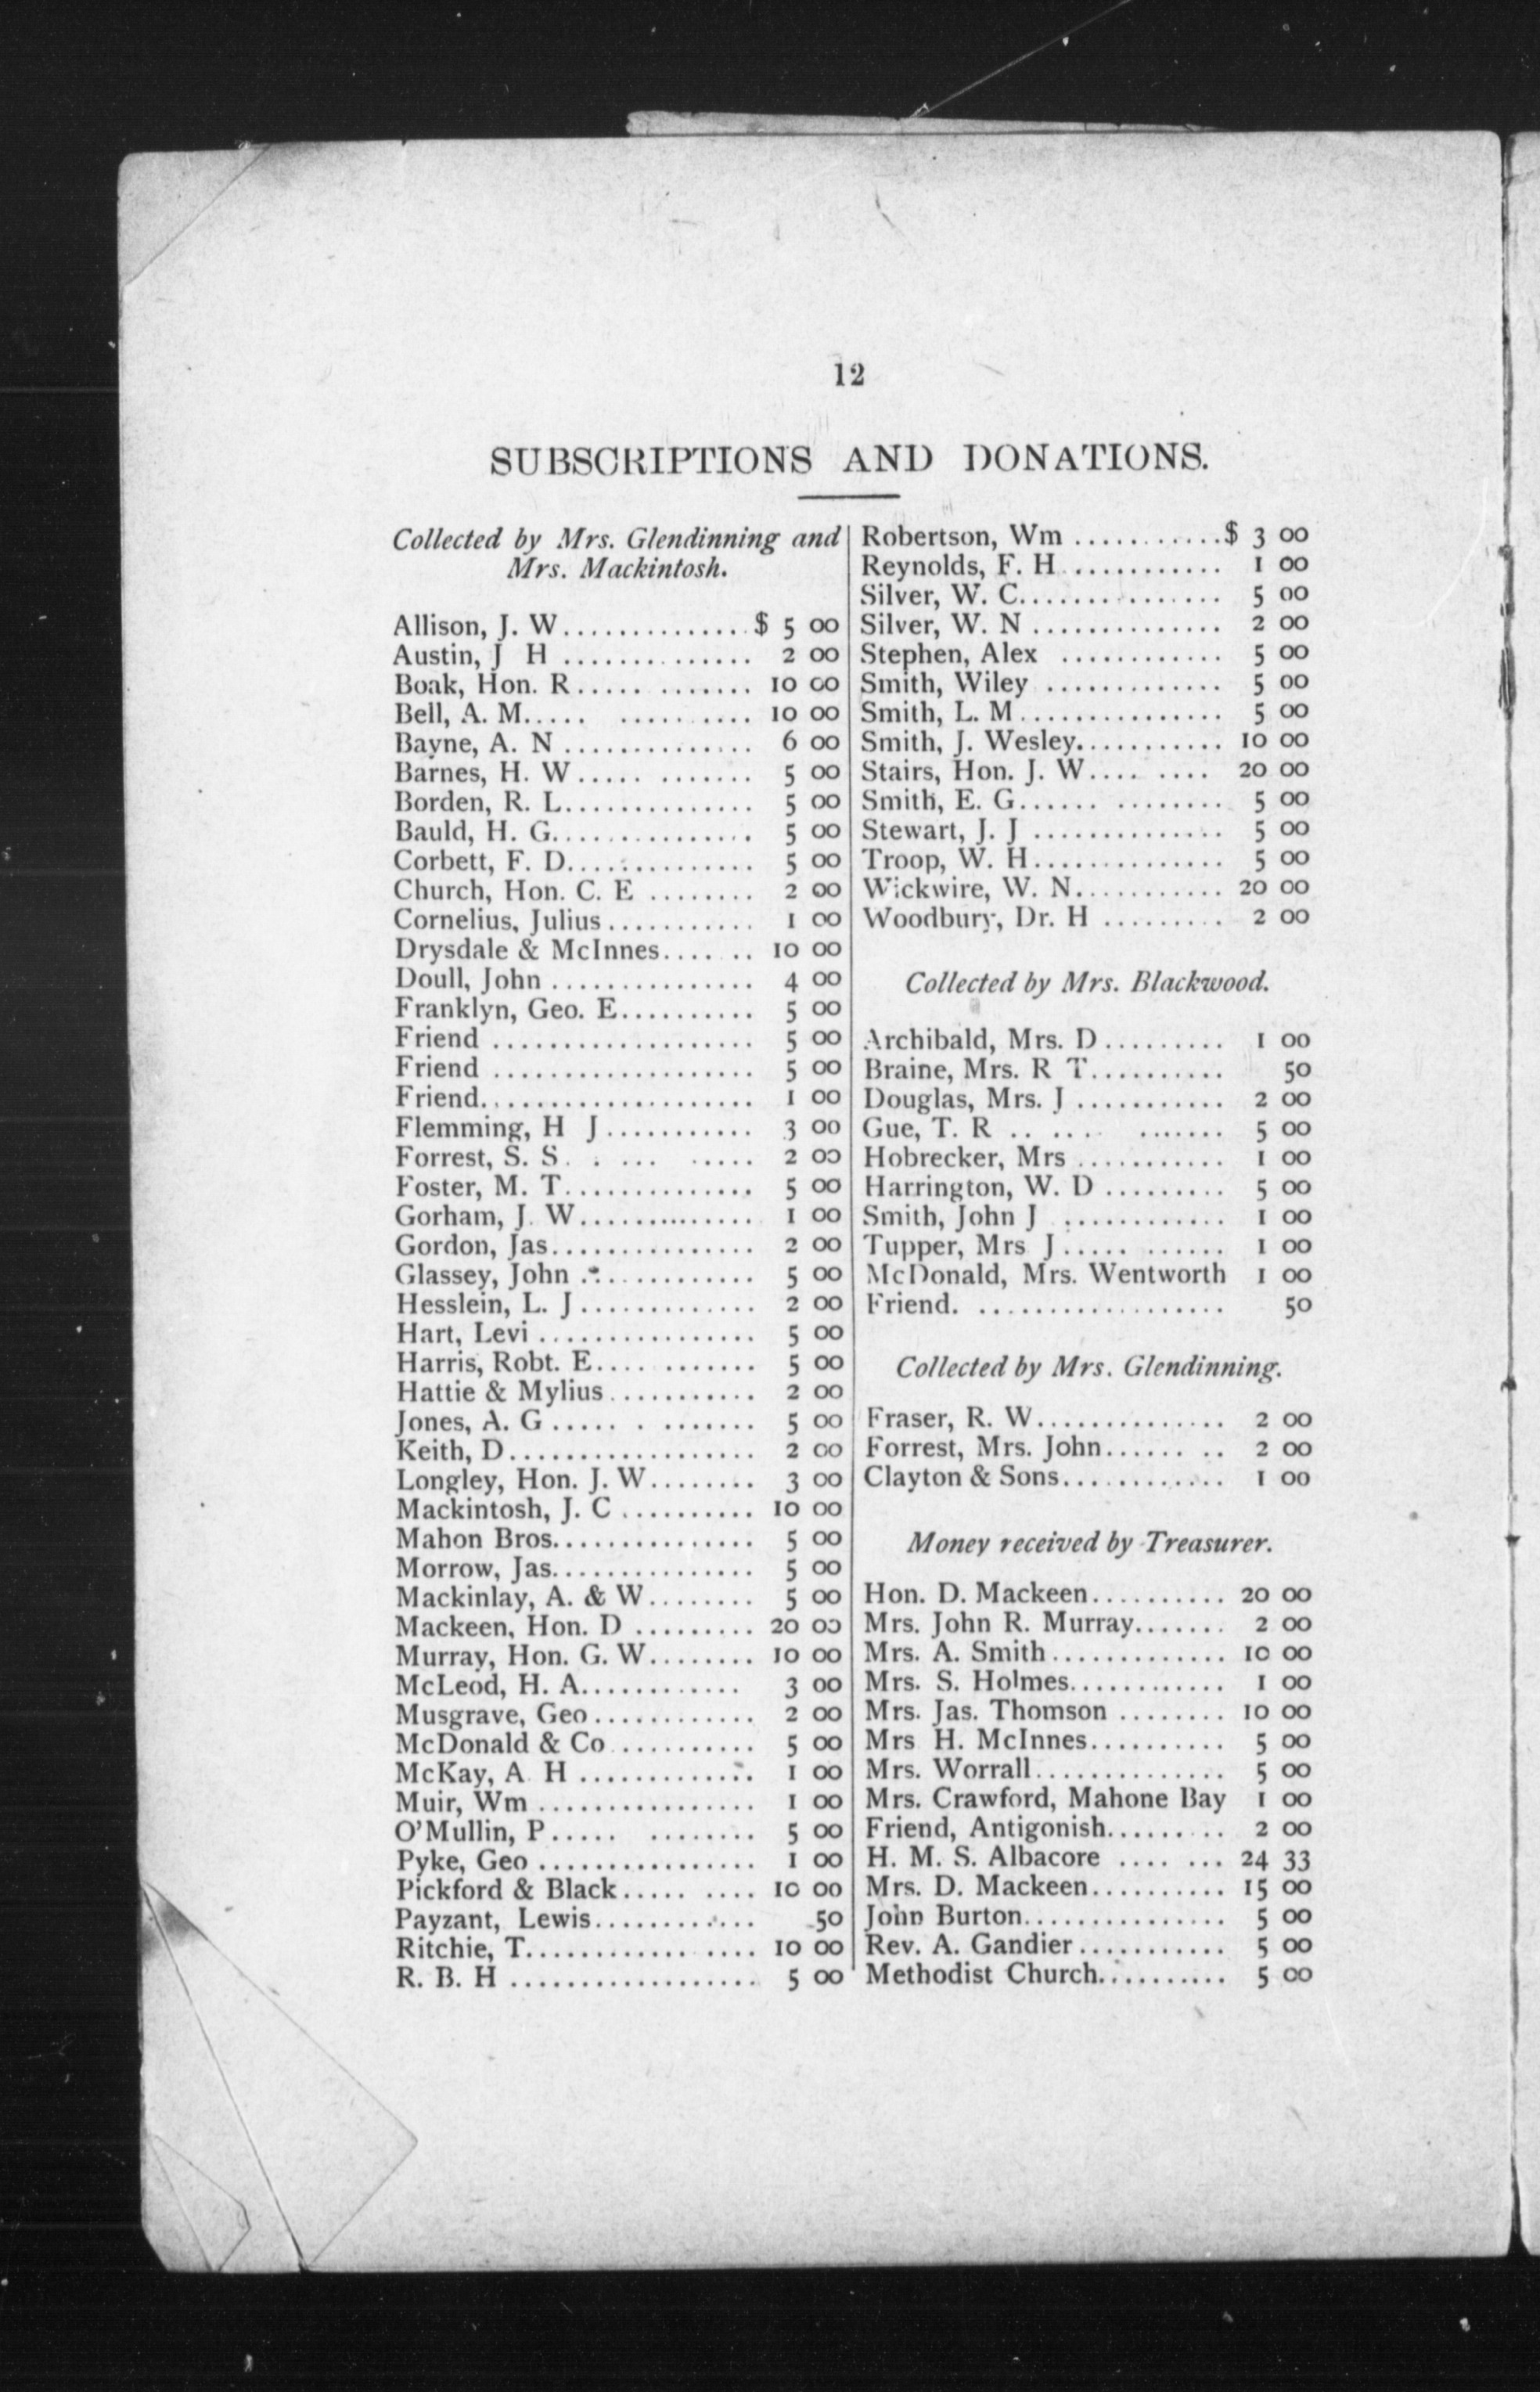 12
SUBSCRIPTIONS AND DONATIONS.
Collected by Mrs. Glendinning and
Mrs. Mackintosh.
Allison, J. W...............$ 5 00
Austin, J H .............. 2 00
Boak, Hon. R..... ....... 10 00
Bell, A. M..... .......... 10 00
Bayne, A. N .............. 6 00
Barnes, H. W..... ....... 5 00
Borden, R. L.............. 5 00
Bauld, H. G............... 5 00
Corbett, F. D.............. 5 00
Church, Hon. C. E ........ 2 00
Cornelius, Julius........... 1 00
Drysdale & McInnes....... 10 00
Doull, John ............... 4 00
Franklyn, Geo. E.......... 5 00
Friend ................... 5 00
Friend ................... 5 00
Friend.................... 1 00
Flemming, H J........... 3 00
Forrest, S. S. . ... ..... 2 00
Foster, M. T.............. 5 00
Gorham, J. W............. 1 00
Gordon, Jas............... 2 00
Glassey, John ............. 5 00
Hesslein, L. J............. 2 00
Hart, Levi ................ 5 00
Harris, Robt. E.... ....... 5 00
Hattie & Mylius........... 2 00
Jones, A. G ..... . ....... 5 00
Keith, D.................. 2 00
Longley, Hon. J. W........ 3 00
Mackintosh, J. C .......... 10 00
Mahon Bros............... 5 00
Morrow, Jas............... 5 00
Mackinlay, A. & W........ 5 00
Mackeen, Hon. D ......... 20 00
Murray, Hon. G. W........ 10 00
McLeod, H. A............ 3 00
Musgrave, Geo............ 2 00
McDonald & Co........... 5 00
McKay, A. H ............. 1 00
Muir, Wm ................ 1 00
O'Mullin, P..... ........ 5 00
Pyke, Geo ................ 1 00
Pickford & Black..... .... 10 00
Payzant, Lewis............ 50
Ritchie, T............. .... 10 00
R. B. H .................. 5 00
Robertson, Wm ...........$ 3 00
Reynolds, F. H............ 1 00
Silver, W. C............... 5 00
Silver, W. N .............. 2 00
Stephen, Alex ............ 5 00
Smith, Wiley ............. 5 00
Smith, L. M............... 5 00
Smith, J. Wesley........... 10 00
Stairs, Hon. J. W.... .... 20 00
Smith, E. G...... ........ 5 00
Stewart, J. J .............. 5 00
Troop, W. H.............. 5 00
Wickwire, W. N........... 20 00
Woodbury, Dr. H ......... 2 00
Collected by Mrs. Blackwood.
Archibald, Mrs. D......... 1 00
Braine, Mrs. R T.......... 50
Douglas, Mrs. J ........... 2 00
Gue, T. R .. .... ....... 5 00
Hobrecker, Mrs ........... 1 00
Harrington, W. D ......... 5 00
Smith, John J ............ 1 00
Tupper, Mrs J..... ...... 1 00
McDonald, Mrs. Wentworth 1 00
Friend. .................. 50
Collected by Mrs. Glendinning.
Fraser, R. W.............. 2 00
Forrest, Mrs. John...... .. 2 00
Clayton & Sons............ 1 00
Money received by Treasurer.
Hon. D. Mackeen.......... 20 00
Mrs. John R. Murray....... 2 00
Mrs. A. Smith............. 10 00
Mrs. S. Holmes............ 1 00
Mrs. Jas. Thomson ........ 10 00
Mrs H. McInnes.......... 5 00
Mrs. Worrall.............. 5 00
Mrs. Crawford, Mahone Bay 1 00
Friend, Antigonish......... 2 00
H. M. S. Albacore .... ... 24 33
Mrs. D. Mackeen.......... 15 00
John Burton............... 5 00
Rev. A. Gandier........... 5 00
Methodist Church.......... 5 00